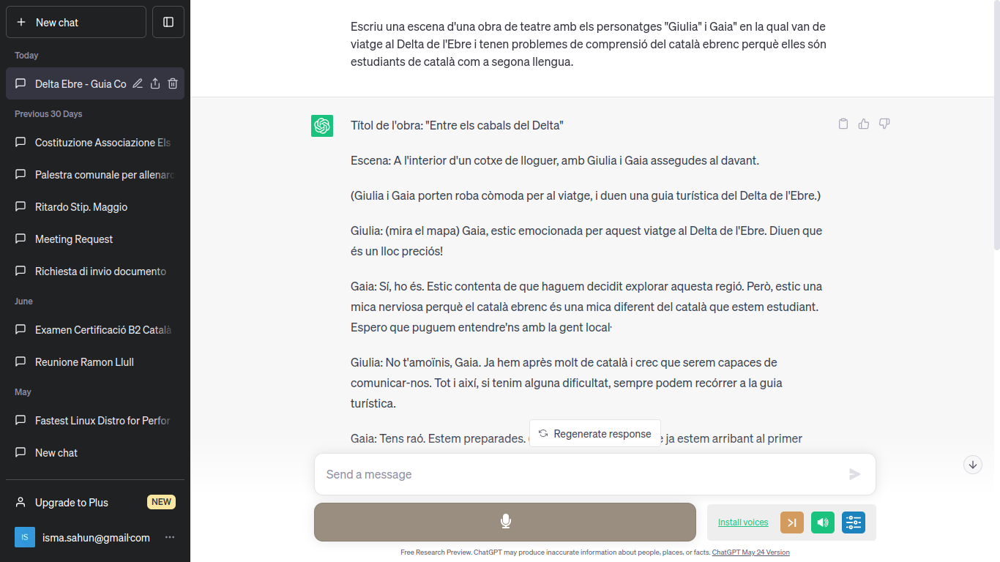 New chat
Today
Delta Ebre - Guia Co
Previous 30 Days
Costituzione Associazione Els
Palestra comunale per allenar
Ritardo Stip. Maggio
Meeting Request
Richiesta di invio documento
June
Examen Certificació B2 Català
Reunione Ramon Llull
May
Fastest Linux Distro for Perfor
New chat
Upgrade to Plus
NEW
IS
isma.sahun@gmail·com
Escriu una escena d'una obra de teatre amb els personatges "Giulia" i Gaia" en la qual van de
viatge al Delta de l'Ebre i tenen problemes de comprensió del català ebrenc perquè elles són
estudiants de català com a segona llengua.
Títol de l'obra: "Entre els cabals del Delta"
Escena: A l'interior d'un cotxe de lloguer, amb Giulia i Gaia assegudes al davant.
(Giulia i Gaia porten roba còmoda per al viatge, i duen una guia turística del Delta de l'Ebre.)
Giulia: (mira el mapa) Gaia, estic emocionada per aquest viatge al Delta de l'Ebre. Diuen que
és un lloc preciós!
Gaia: Sí, ho és. Estic contenta de que haguem decidit explorar aquesta regió. Però, estic una
mica nerviosa perquè el català ebrenc és una mica diferent del català que estem estudiant.
Espero que puguem entendre'ns amb la gent local·
Giulia: No t'amoïnis, Gaia. Ja hem après molt de català i crec que serem capaces de
comunicar-nos. Tot i així, si tenim alguna dificultat, sempre podem recórrer a la guia
turística.
Gaia: Tens raó. Estem preparades. ja estem arribant al primer
Regenerate response
Send a message
Install voices
Free Research Preview. ChatGPT may produce inaccurate information about people, places, or facts. ChatGPT May 24 Version